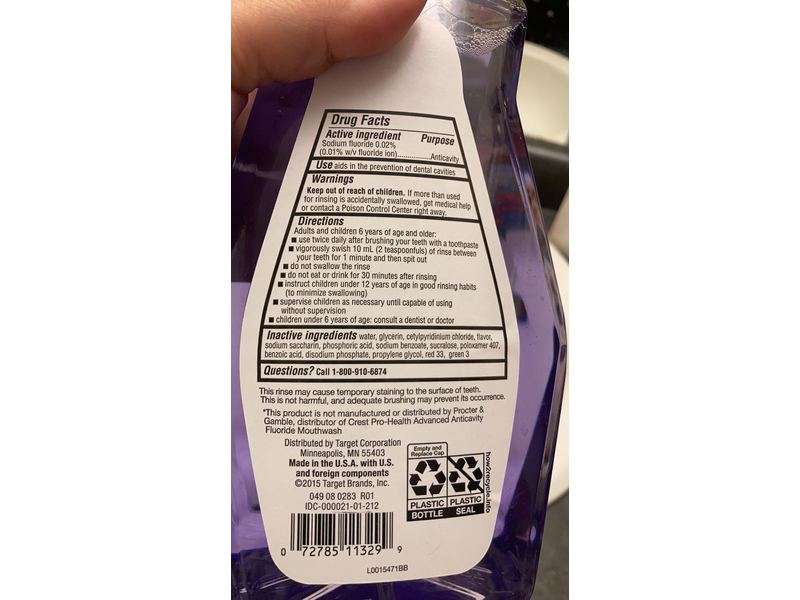 Drug Facts
Active ingredient Purpose
Sodium fluoride 0.02%
(0.01% w/v fluoride ion)..............Anticavity
Use aids in the prevention of dental cavities
Warnings
Keep out of reach of children. If more than used
for rinsing is accidentally swallowed, get medical help
or contact a Poison Control Center right away.
Directions
Adults and children 6 years of age and older:
■ use twice daily after brushing your teeth with a toothpaste
■ vigorously swish 10 mL (2 teaspoonfuls) of rinse between
your teeth for 1 minute and then spit out
■ do not swallow the rinse
■ do not eat or drink for 30 minutes after rinsing
■ instruct children under 12 years of age in good rinsing habits
(to minimize swallowing)
■ supervise children as necessary until capable of using
without supervision
■ children under 6 years of age: consult a dentist or doctor
Inactive ingredients water, glycerin, cetylpyridinium chloride, flavor,
sodium saccharin, phosphoric acid, sodium benzoate, sucralose, poloxamer 407,
benzoic acid, disodium phosphate, propylene glycol, red 33, green 3
Questions? Call 1-800-910-6874
This rinse may cause temporary staining to the surface of teeth.
This is not harmful, and adequate brushing may prevent its occurrence.
*This product is not manufactured or distributed by Procter &
Gamble, distributor of Crest Pro-Health Advanced Anticavity
Fluoride Mouthwash
Distributed by Target Corporation
Minneapolis, MN 55403
Made in the U.S.A. with U.S.
and foreign components
©2015 Target Brands, Inc.
049 08 0283 R01
IDC-000021-01-212
0 72785 11329 9
Empty and
Replace Cap
PLASTIC
BOTTLE
PLASTIC
SEAL
how2recycle.info
L0015471BB